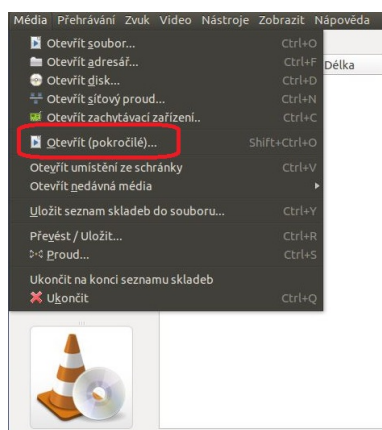 Média Přehrávání Zvuk Video Nástroje Zobrazit Nápověda
Otevřít soubor... Ctrl+O
Otevřít adresář... Ctrl+F
Délka
Otevřít disk... Ctrl+D
Otevřít síťový proud... Ctrl+N
Otevřít zachytávací zařízení.. Ctrl+C
Otevřít (pokročilé)... Shift+Ctrl+O
Otevřít umístění ze schránky Ctrl+V
Otevřít nedávná média
Uložit seznam skladeb do souboru... Ctrl+Y
Převést / Uložit... Ctrl+R
Proud... Ctrl+S
Ukončit na konci seznamu skladeb
Ukončit Ctrl+Q